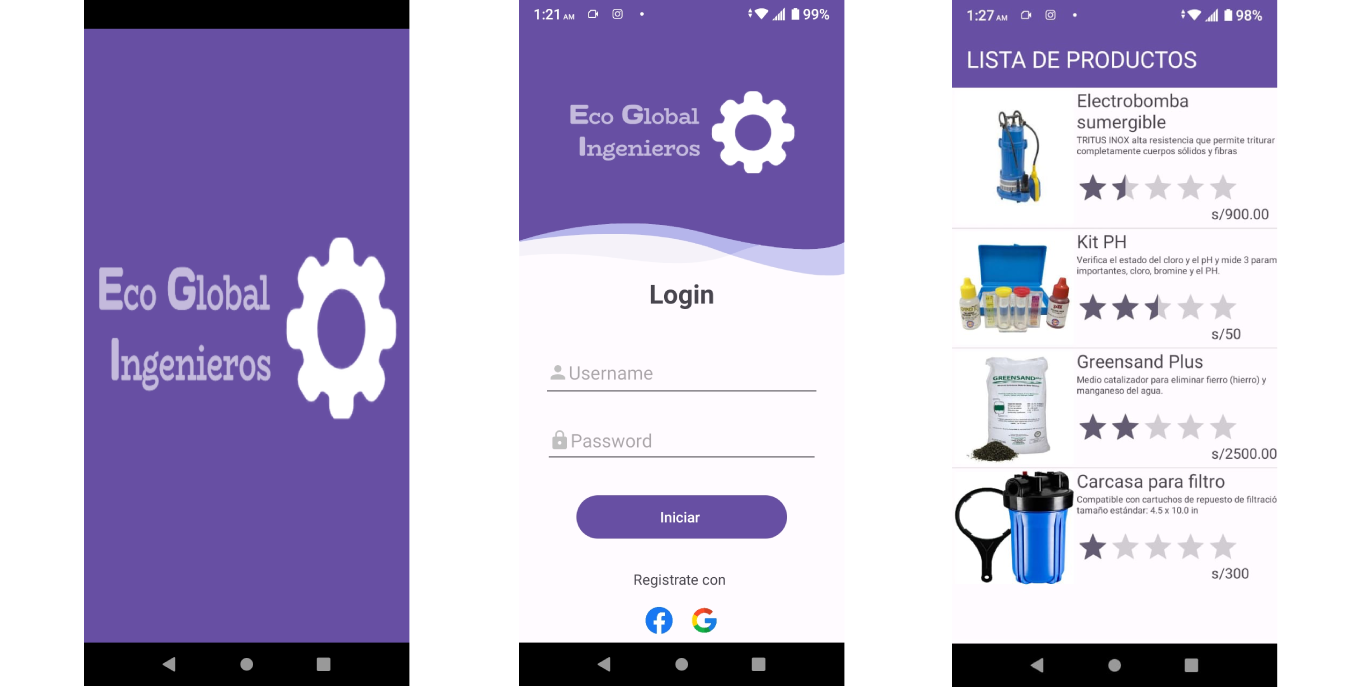 Eco Global
Ingenieros
1:21 AM
99%
Eco Global
Ingenieros
Login
Username
Password
Iniciar
Registrate con
1:27 AM
98%
LISTA DE PRODUCTOS
Electrobomba
sumergible
TRITUS INOX alta resistencia que permite triturar
completamente cuerpos sólidos y fibras
s/900.00
Kit PH
Verifica el estado del cloro y el pH y mide 3 param
importantes, cloro, bromine y el PH.
s/50
Greensand Plus
Medio catalizador para eliminar fierro (hierro) y
manganeso del agua.
GREENSAND
s/2500.00
Carcasa para filtro
Compatible con cartuchos de repuesto de filtració
tamaño estándar: 4.5 x 10.0 in
s/300